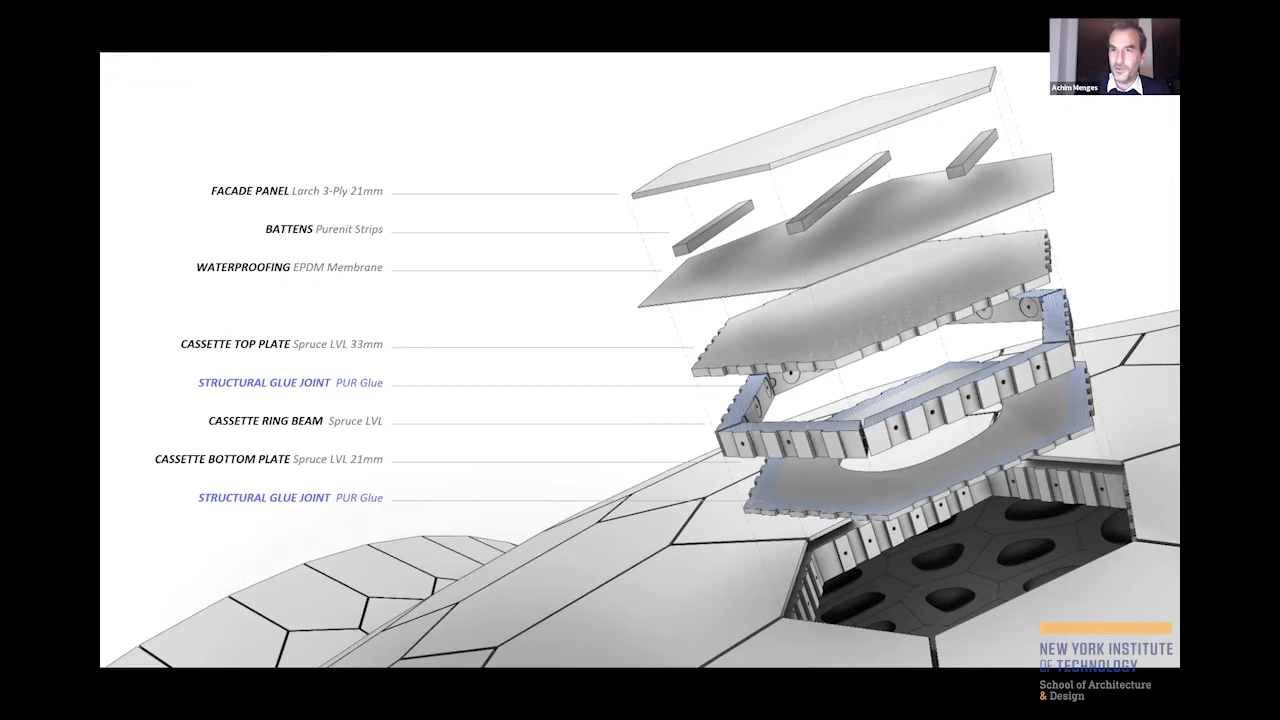 Achim Menges
FACADE PANEL Larch 3-Ply 21mm
BATTENS Purenit Strips
WATERPROOFING EPDM Membrane
CASSETTE TOP PLATE Spruce LVL 33mm
STRUCTURAL GLUE JOINT PUR Glue
CASSETTE RING BEAM Spruce LVL
CASSETTE BOTTOM PLATE Spruce LVL 21mm
STRUCTURAL GLUE JOINT PUR Glue
NEW YORK INSTITUTE
OF TECHNOLOGY
School of Architecture
& Design